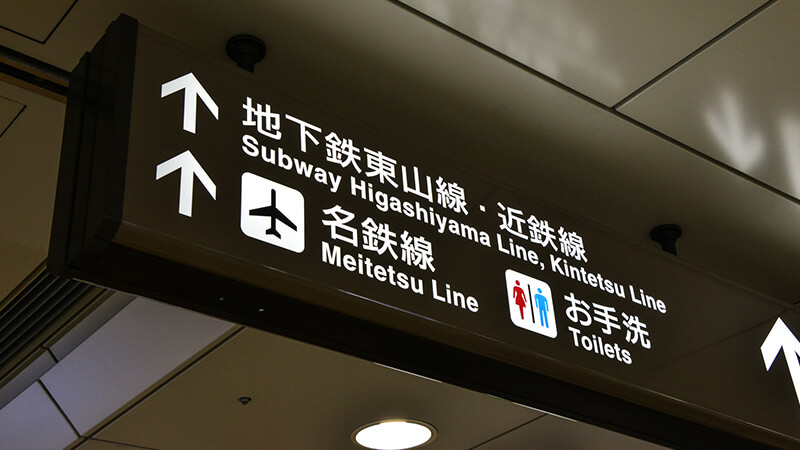 地下鉄東山線・近鉄線
Subway Higashiyama Line, Kintetsu Line
名鉄線
Meitetsu Line
お手洗
Toilets